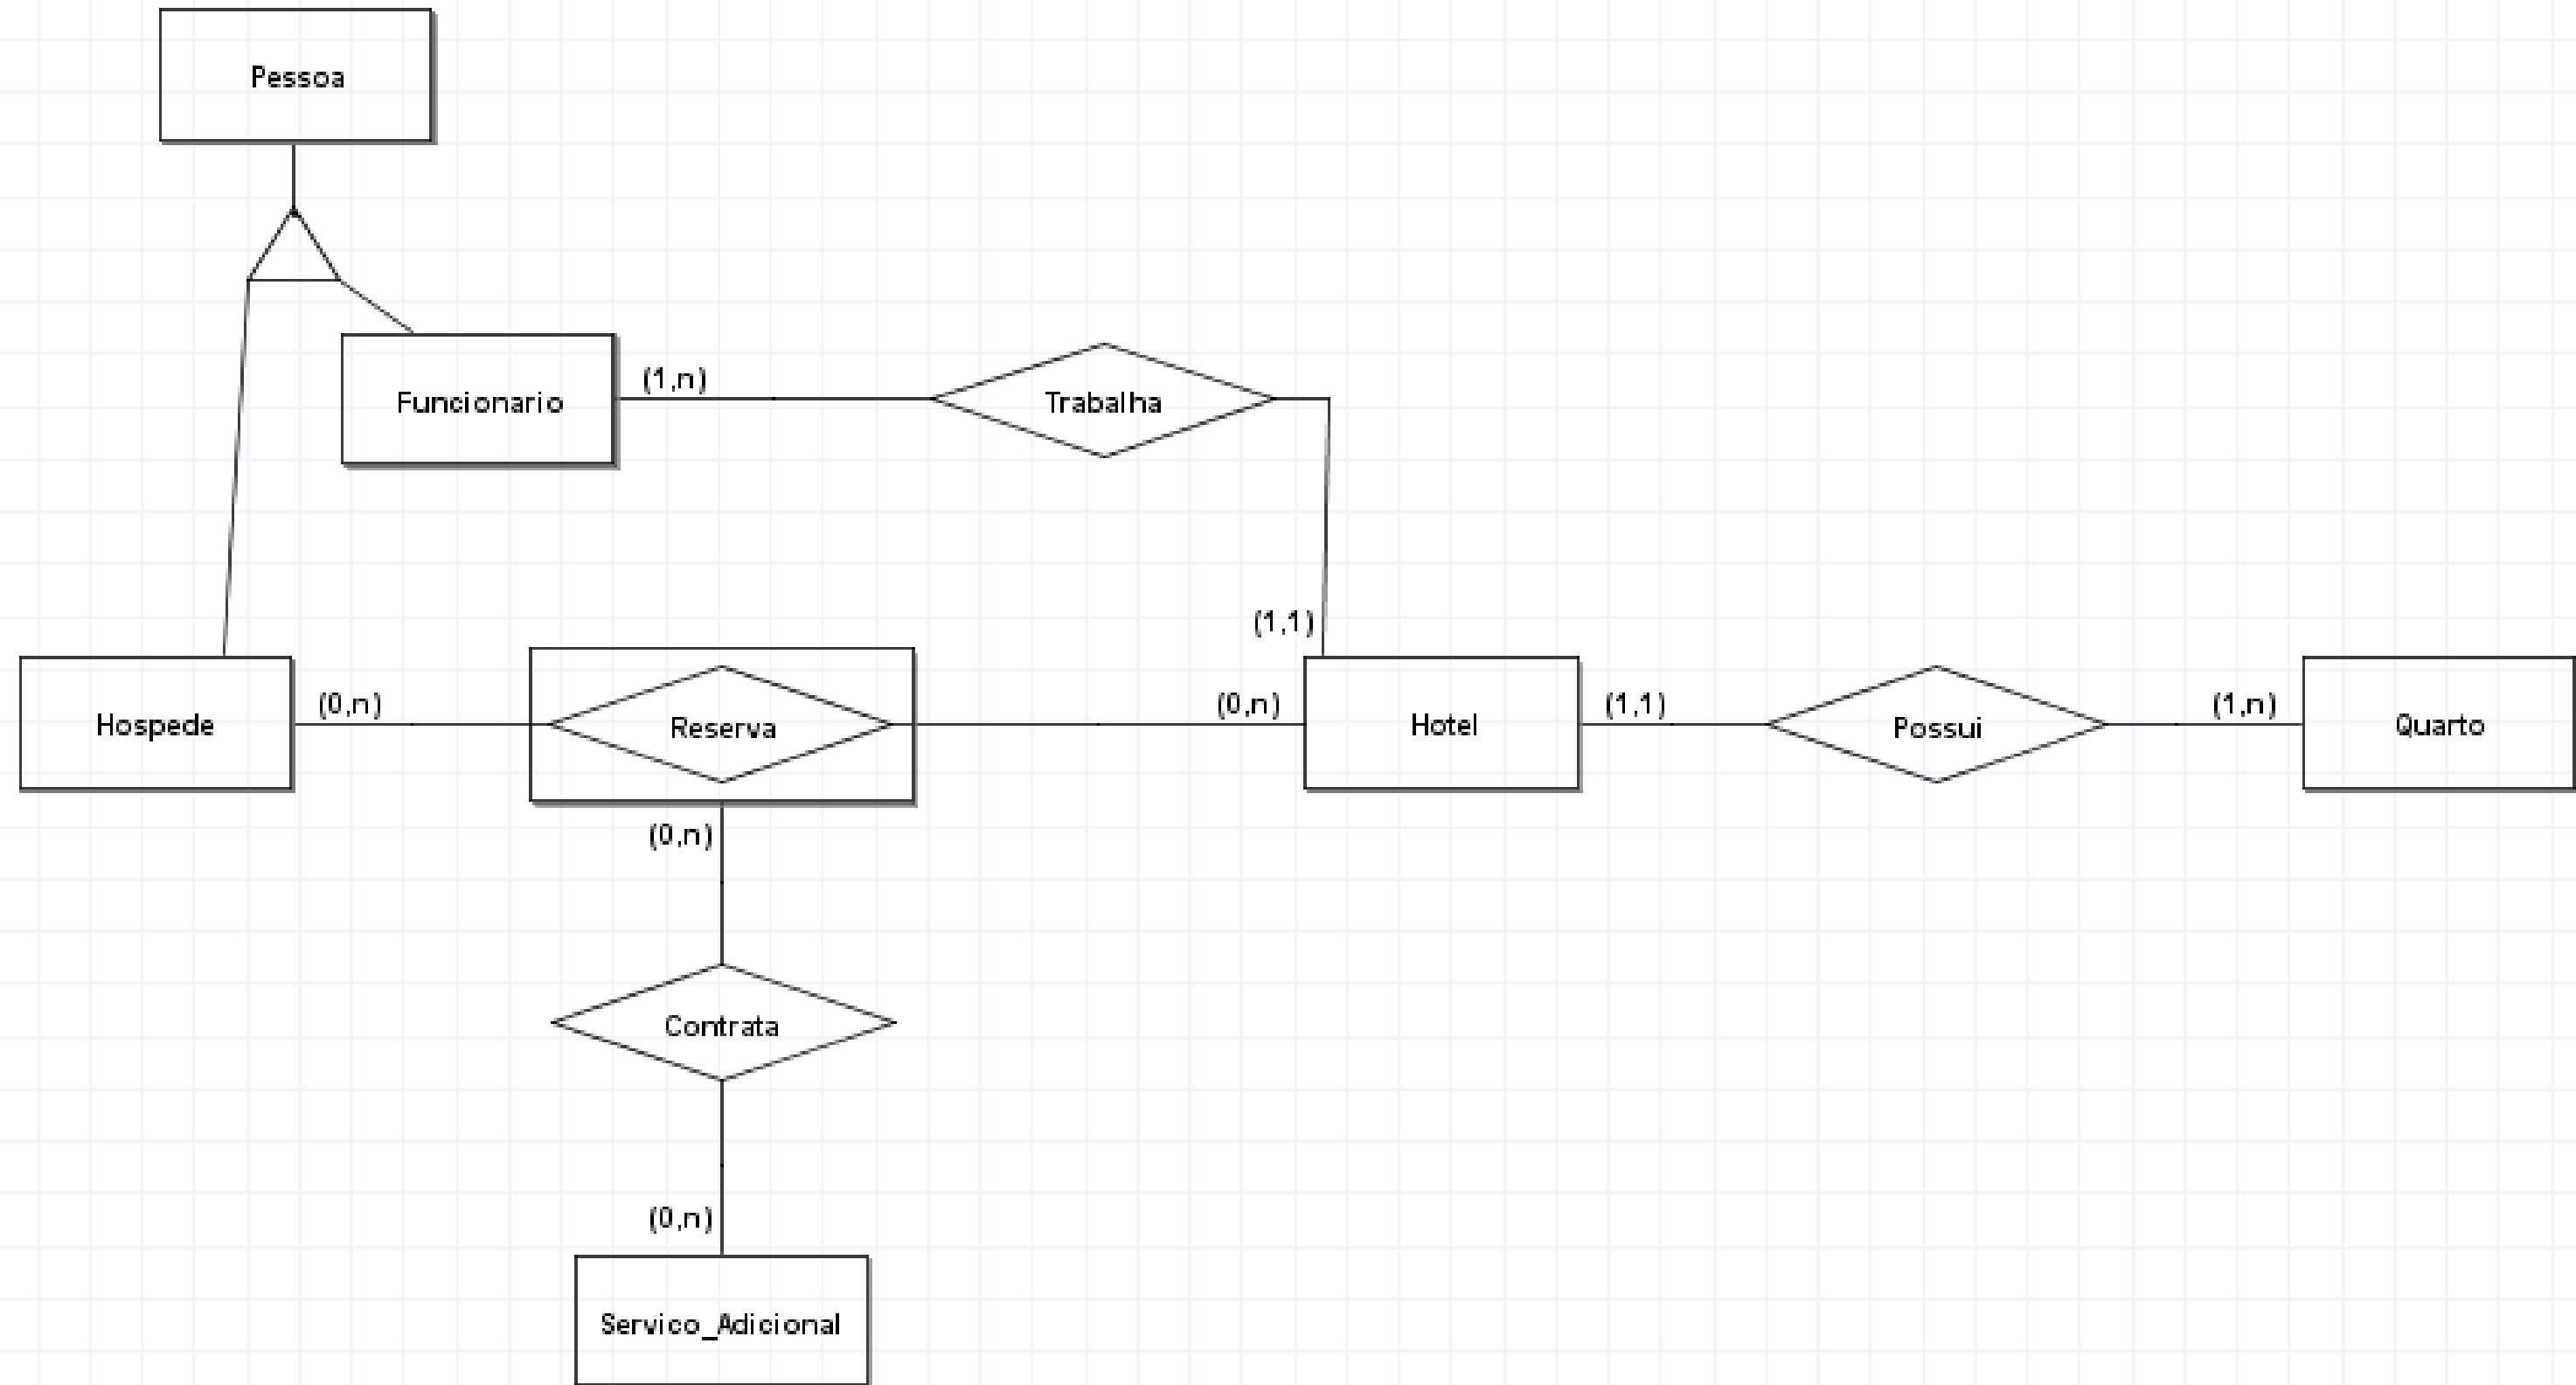 Pessoa
Funcionario
(1,n)
Trabalha
(1,1)
Hospede
(0,n)
Reserva
(0,n)
Hotel
(1,1)
Possui
(1,n)
Quarto
(0,n)
Contrata
(0,n)
Servico_Adicional